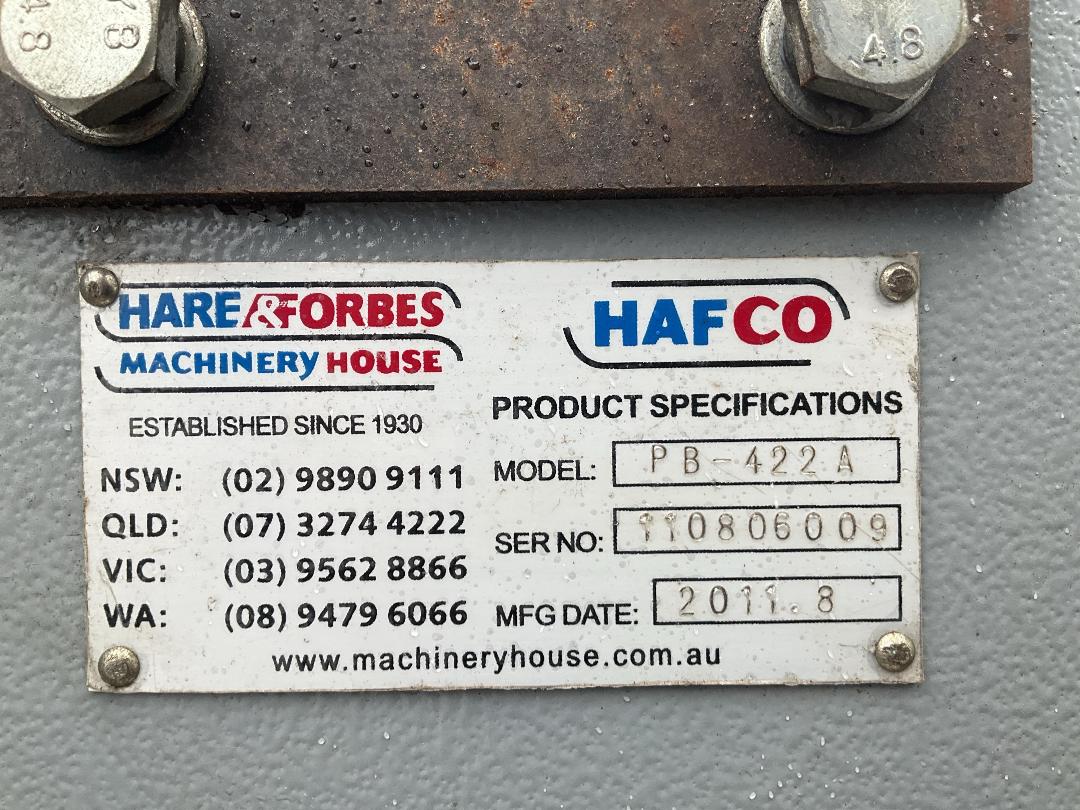 4.8
YB
4.8
HARE & FORBES
MACHINERY HOUSE
ESTABLISHED SINCE 1930
NSW: (02) 9890 9111
QLD: (07) 3274 4222
VIC: (03) 9562 8866
WA: (08) 9479 6066
HAFCO
PRODUCT SPECIFICATIONS
MODEL: PB-422A
SER NO: 110806009
MFG DATE: 2011.8
www.machineryhouse.com.au